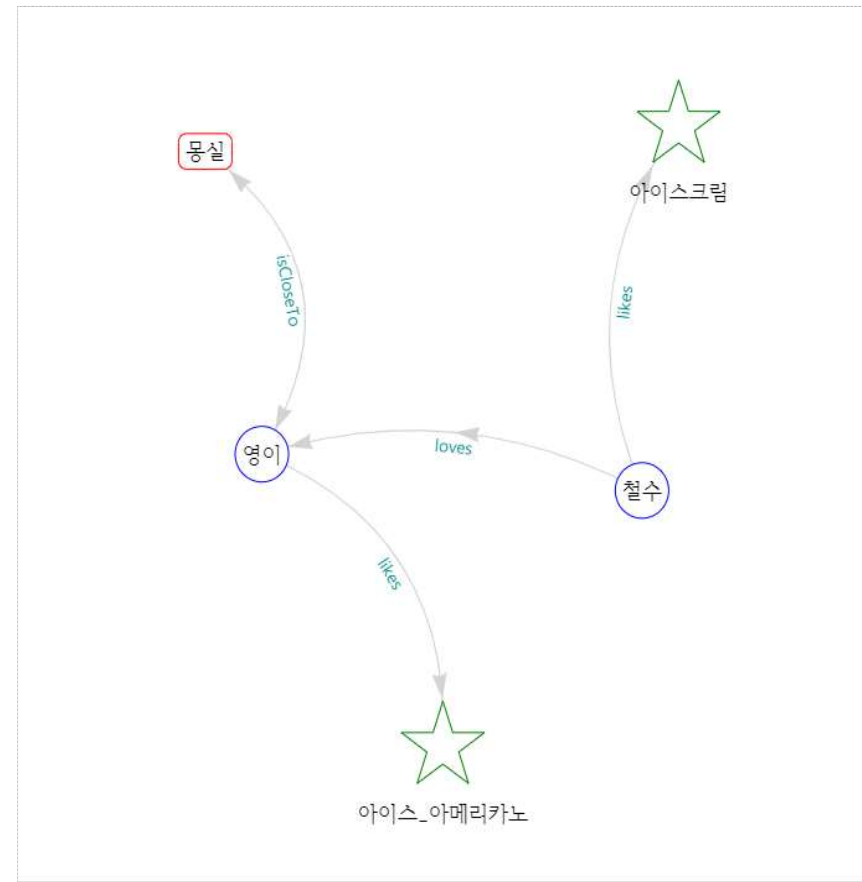 몽실
아이스크림
isCloseTo
likes
영이
loves
철수
likes
아이스_아메리카노